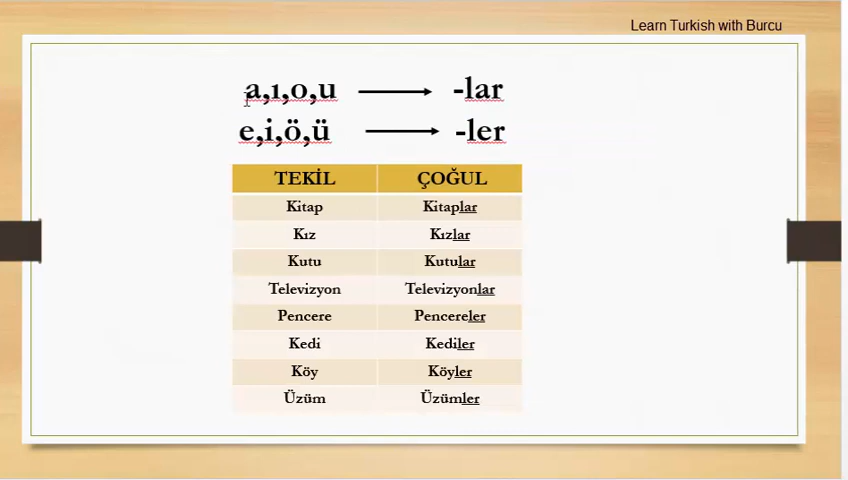 Learn Turkish with Burcu
a,ı,o,u -lar
e,i,ö,ü -ler
TEKİL ÇOĞUL
Kitap Kitaplar
Kız Kızlar
Kutu Kutular
Televizyon Televizyonlar
Pencere Pencereler
Kedi Kediler
Köy Köyler
Üzüm Üzümler